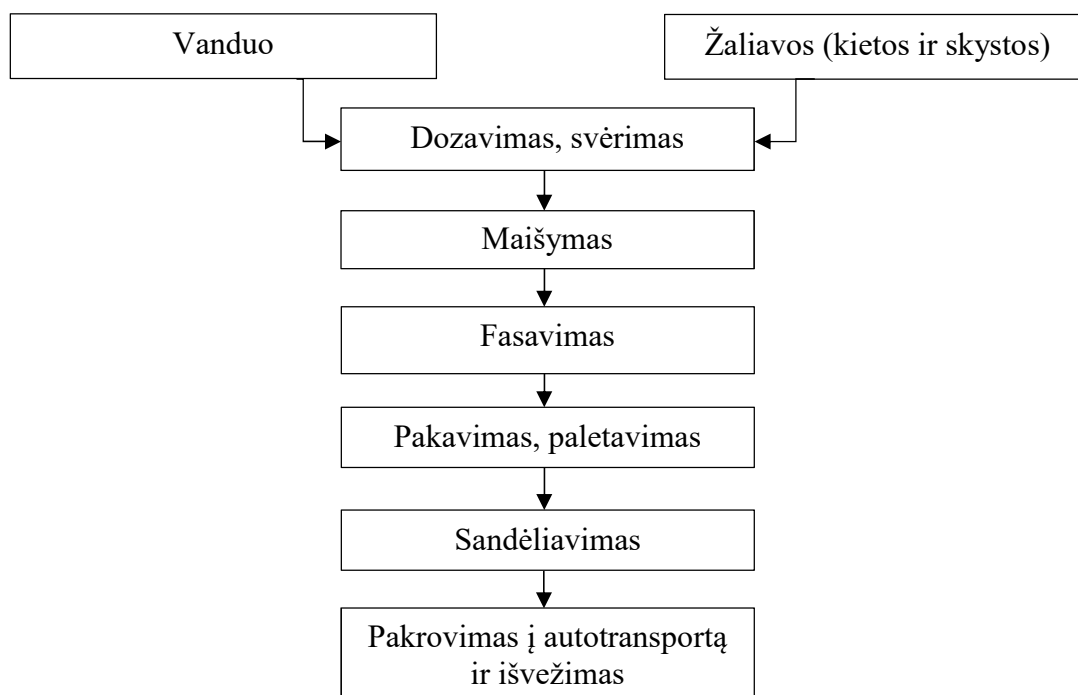 Vanduo
Žaliavos (kietos ir skystos)
Dozavimas, svėrimas
Maišymas
Fasavimas
Pakavimas, paletavimas
Sandėliavimas
Pakrovimas į autotransportą
ir išvežimas